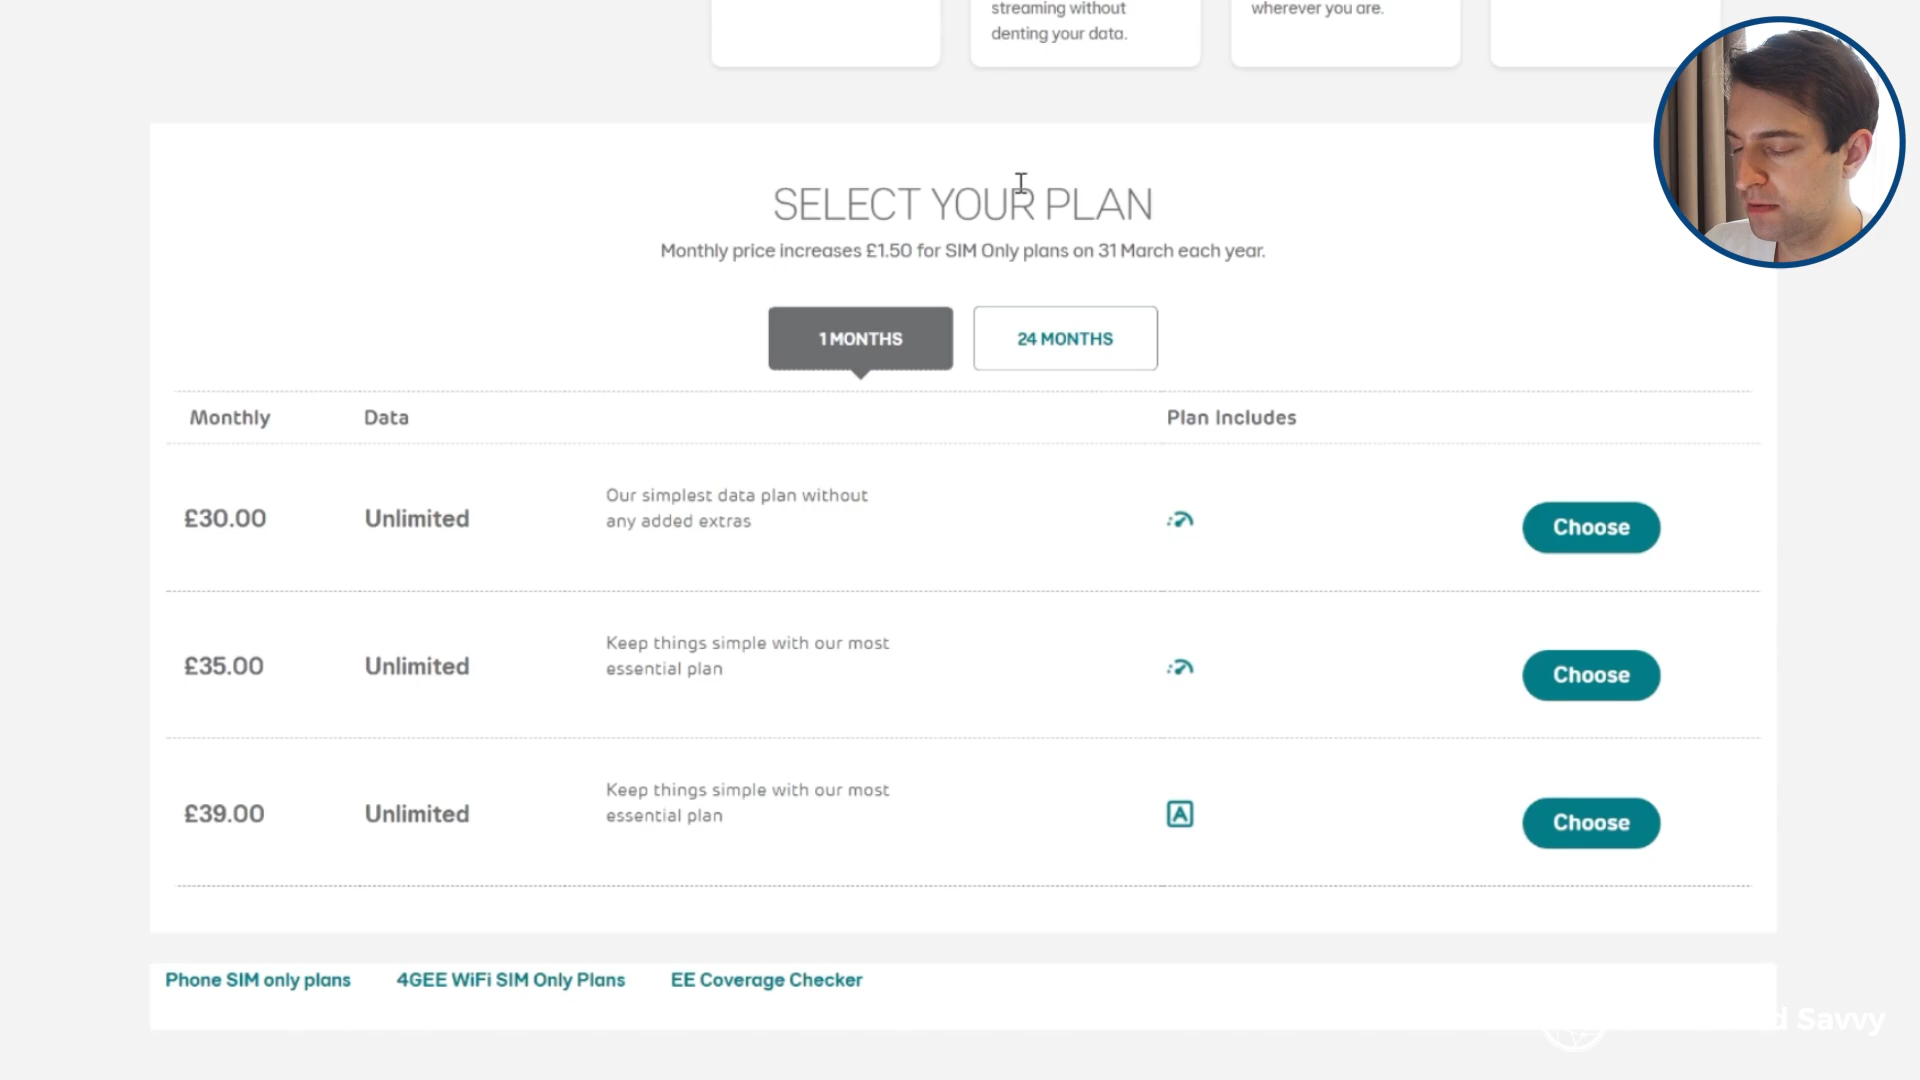 streaming without
denting your data.
wherever you are.
SELECT YOUR PLAN
Monthly price increases £1.50 for SIM Only plans on 31 March each year.
1 MONTHS
24 MONTHS
Monthly
Data
Plan Includes
£30.00
Unlimited
Our simplest data plan without
any added extras
Choose
£35.00
Unlimited
Keep things simple with our most
essential plan
Choose
£39.00
Unlimited
Keep things simple with our most
essential plan
A
Choose
Phone SIM only plans
4GEE WiFi SIM Only Plans
EE Coverage Checker
Savvy